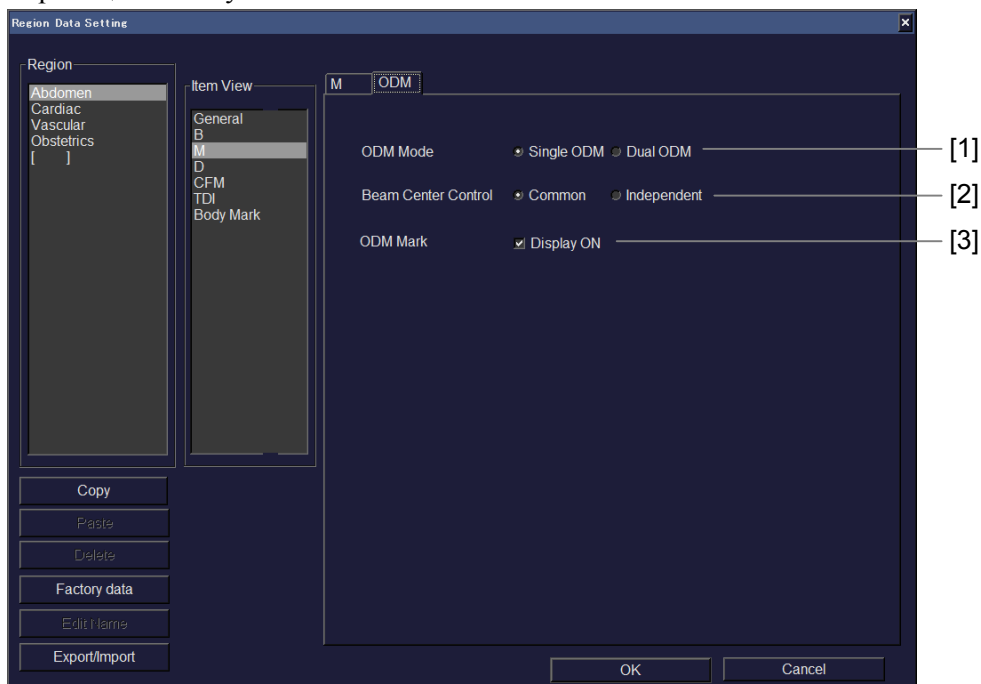 Region Data Setting
Region
Abdomen
Cardiac
Vascular
Obstetrics
[ ]
Item View
General
B
M
D
CFM
TDI
Body Mark
M
ODM
ODM Mode
Single ODM
Dual ODM
[1]
Beam Center Control
Common
Independent
[2]
ODM Mark
Display ON
[3]
Copy
Paste
Delete
Factory data
Edit Name
Export/Import
OK
Cancel